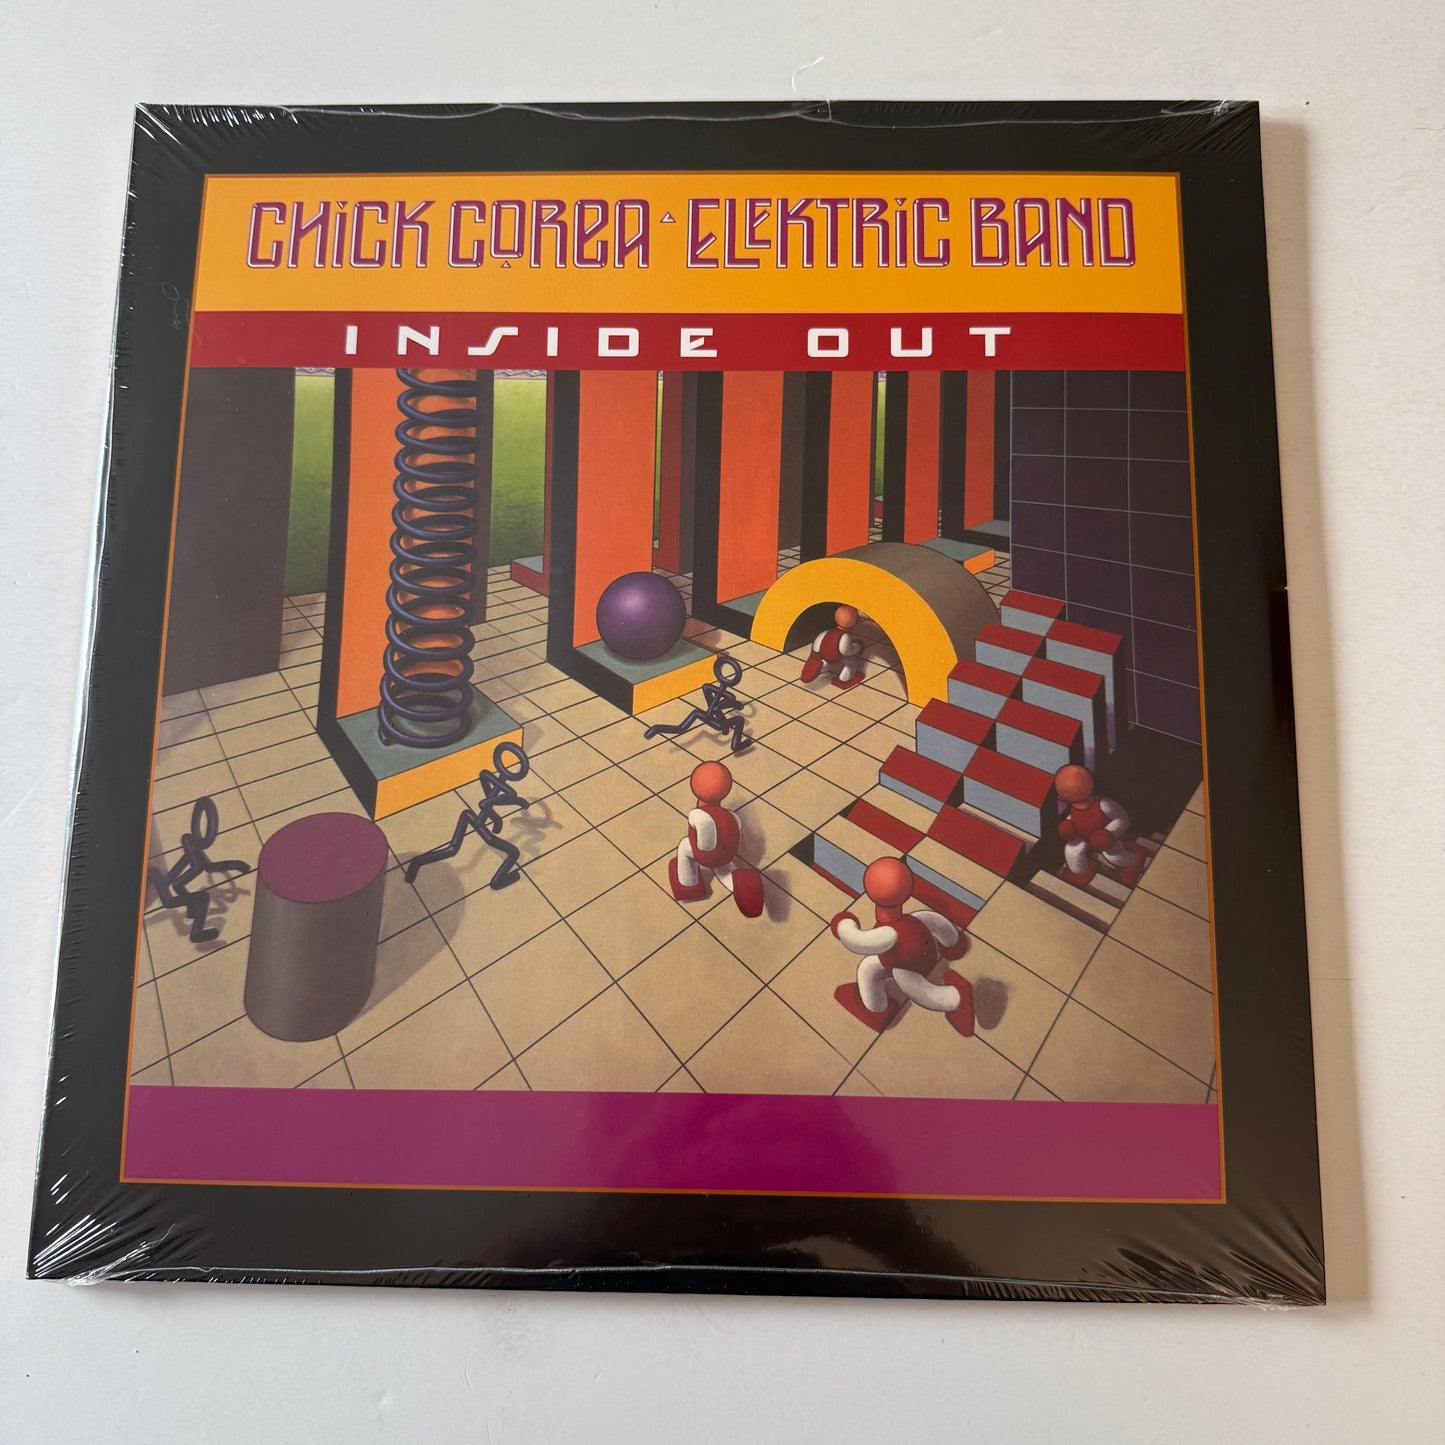 CHiCK COREA ▵ ELEKTRiC BAND
INSIDE OUT